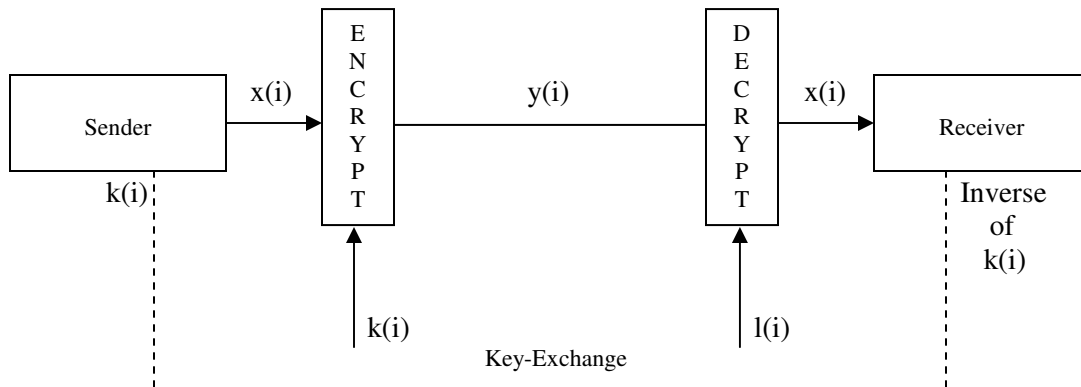 E
N
C
R
Y
P
T
D
E
C
R
Y
P
T
x(i)
y(i)
x(i)
Sender
Receiver
k(i)
Inverse
of
k(i)
k(i)
l(i)
Key-Exchange